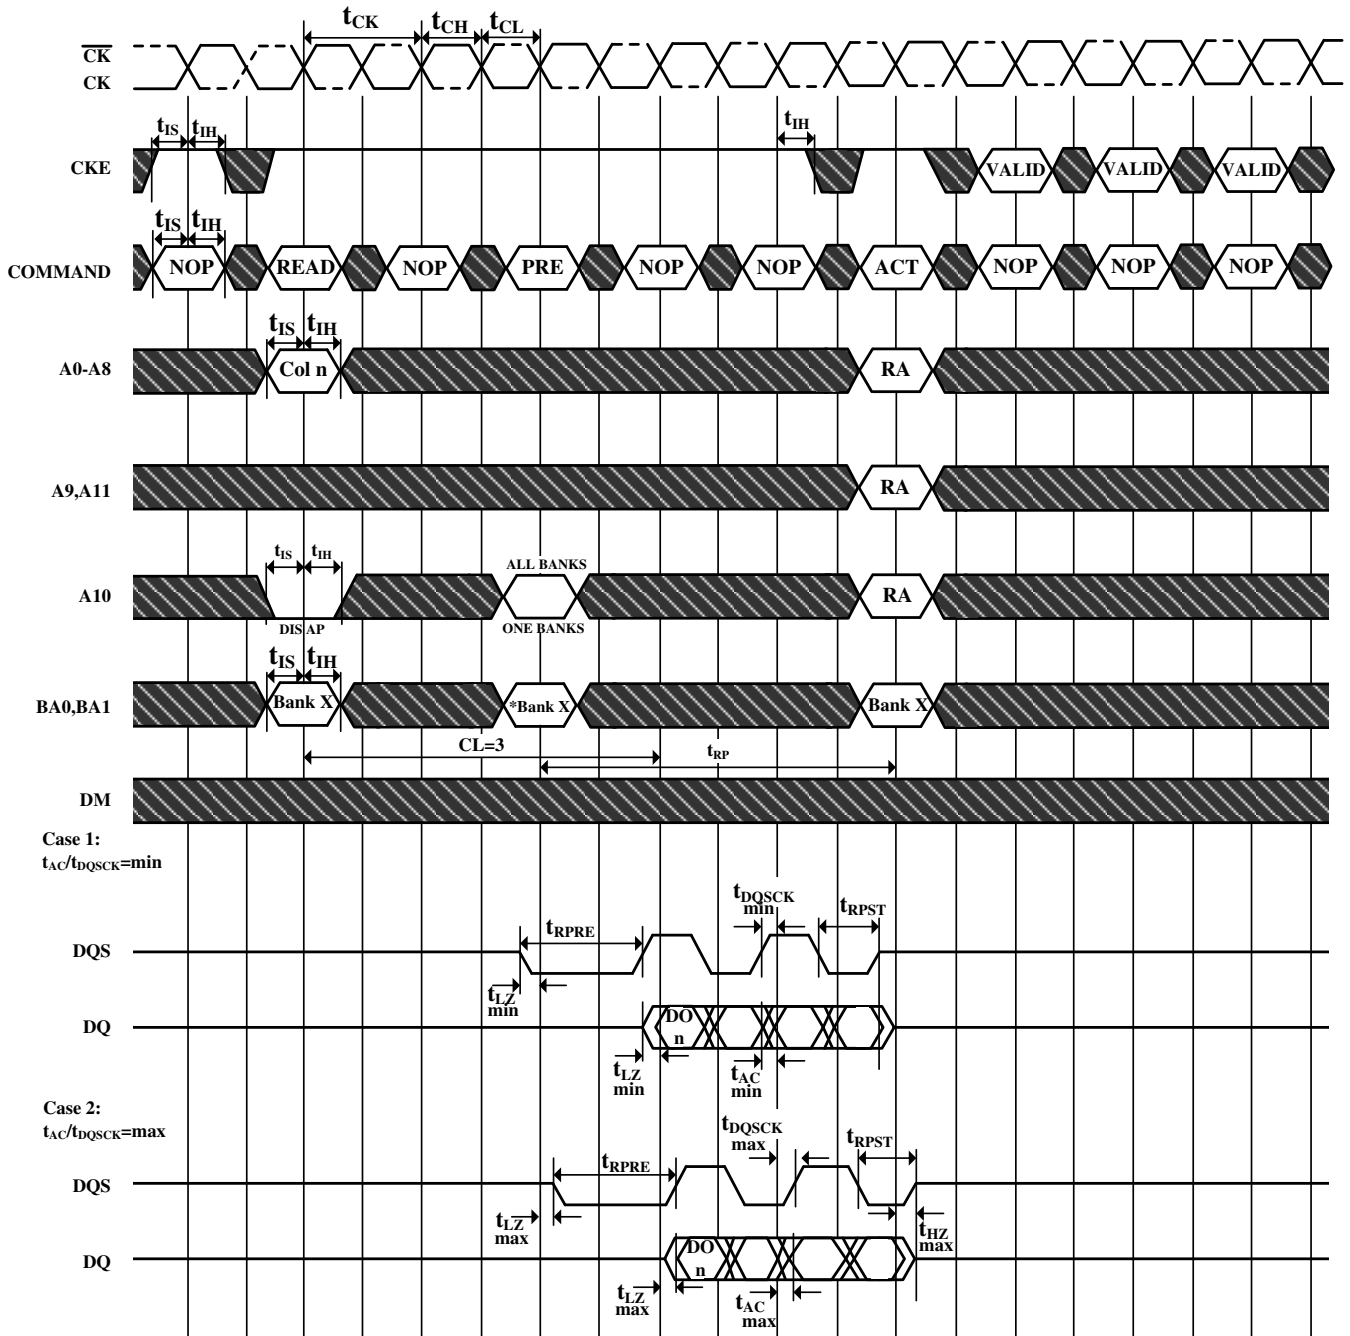 tCK tCH tCL
CK
CK
tIS tIH tIH
CKE VALID VALID VALID
tIS tIH
COMMAND NOP READ NOP PRE NOP NOP ACT NOP NOP NOP
tIS tIH
A0-A8 Col n RA
A9,A11 RA
tIS tIH ALL BANKS
A10 RA
DIS AP ONE BANKS
tIS tIH
BA0,BA1 Bank X *Bank X Bank X
CL=3 tRP
DM
Case 1:
tAC/tDQSCK=min
tDQSCK
min
tRPRE tRPST
DQS
tLZ
min
DQ DO
n
tLZ
min
tAC
min
Case 2:
tAC/tDQSCK=max
tDQSCK
max
tRPRE tRPST
DQS
tLZ
max
tHZ
max
DQ DO
n
tLZ
max
tAC
max